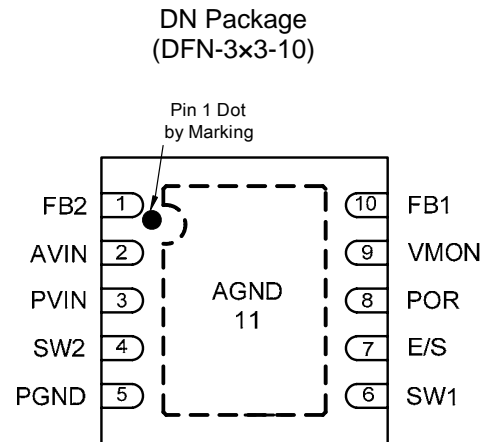 DN Package
(DFN-3×3-10)
Pin 1 Dot
by Marking
FB2 1 10 FB1
AVIN 2 9 VMON
PVIN 3 AGND 8 POR
11
SW2 4 7 E/S
PGND 5 6 SW1